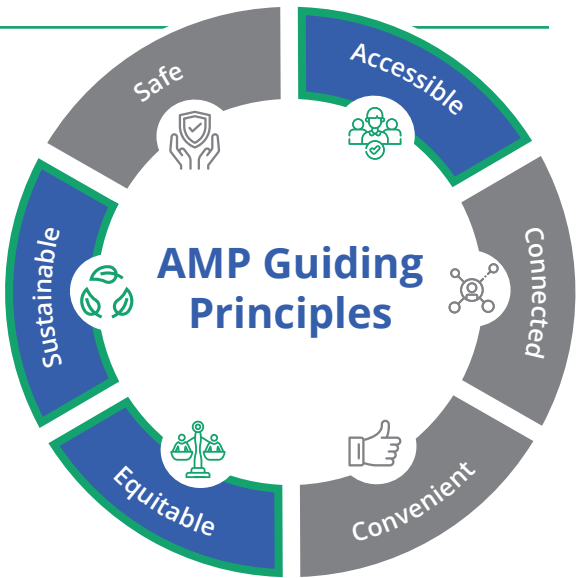 AMP Guiding
Principles
Accessible
Connected
Convenient
Equitable
Sustainable
Safe